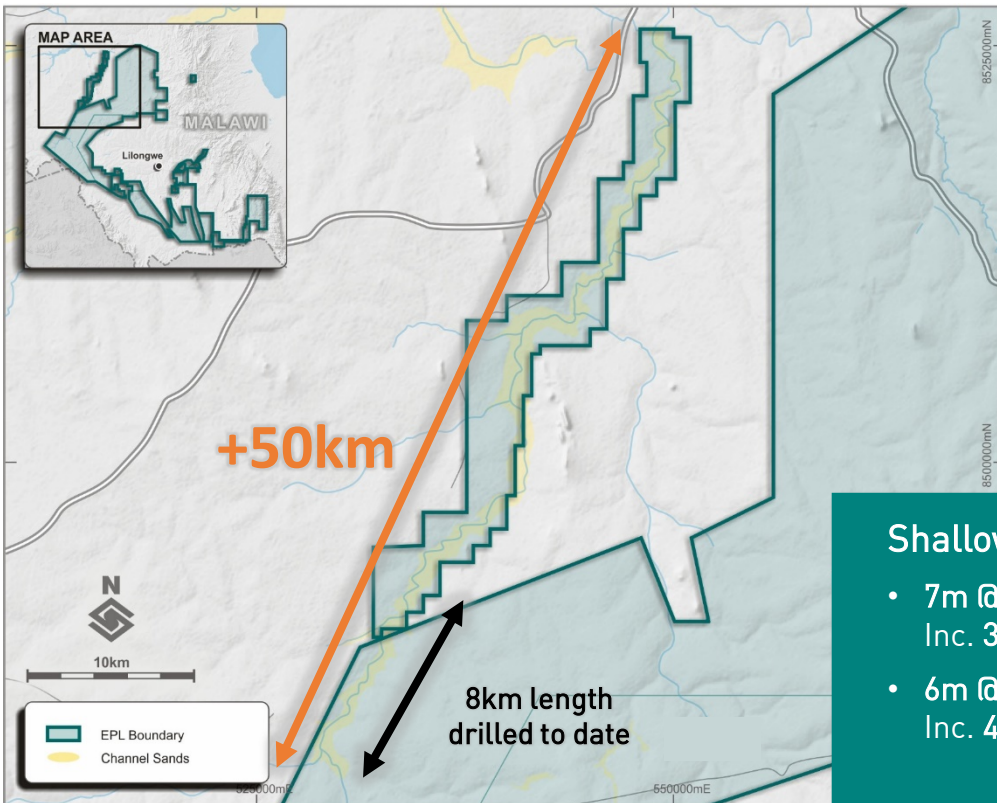 MAP AREA
MALAWI
Lilongwe
8525000mN
+50km
8500000mN
N
10km
8km length
drilled to date
EPL Boundary
Channel Sands
525000mE
550000mE
Shallow
• 7m @
Inc. 3
• 6m @
Inc. 4